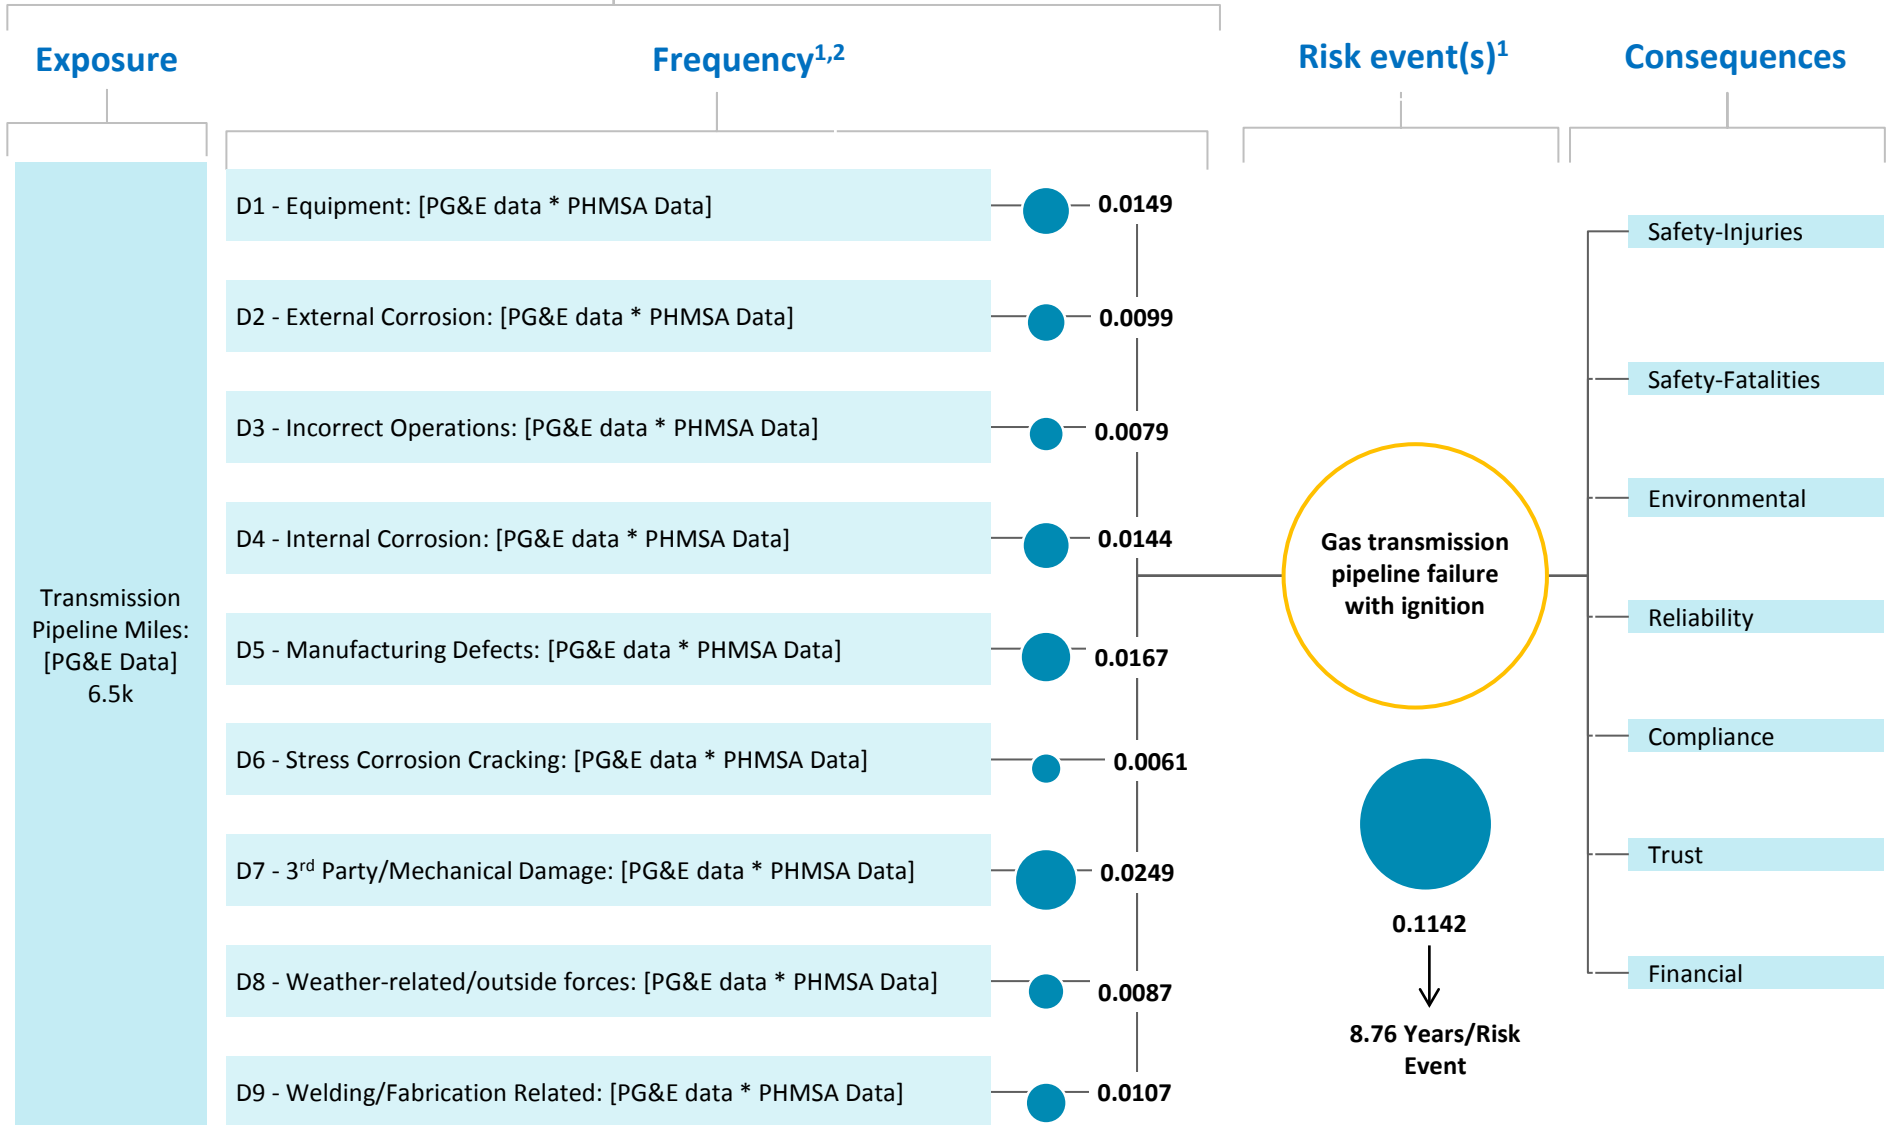 Exposure
Frequency1,2
Risk event(s)1
Consequences
Transmission
Pipeline Miles:
[PG&E Data]
6.5k
D1 - Equipment: [PG&E data * PHMSA Data]
0.0149
D2 - External Corrosion: [PG&E data * PHMSA Data]
0.0099
D3 - Incorrect Operations: [PG&E data * PHMSA Data]
0.0079
D4 - Internal Corrosion: [PG&E data * PHMSA Data]
0.0144
D5 - Manufacturing Defects: [PG&E data * PHMSA Data]
0.0167
D6 - Stress Corrosion Cracking: [PG&E data * PHMSA Data]
0.0061
D7 - 3rd Party/Mechanical Damage: [PG&E data * PHMSA Data]
0.0249
D8 - Weather-related/outside forces: [PG&E data * PHMSA Data]
0.0087
D9 - Welding/Fabrication Related: [PG&E data * PHMSA Data]
0.0107
Gas transmission
pipeline failure
with ignition
0.1142
8.76 Years/Risk
Event
Safety-Injuries
Safety-Fatalities
Environmental
Reliability
Compliance
Trust
Financial